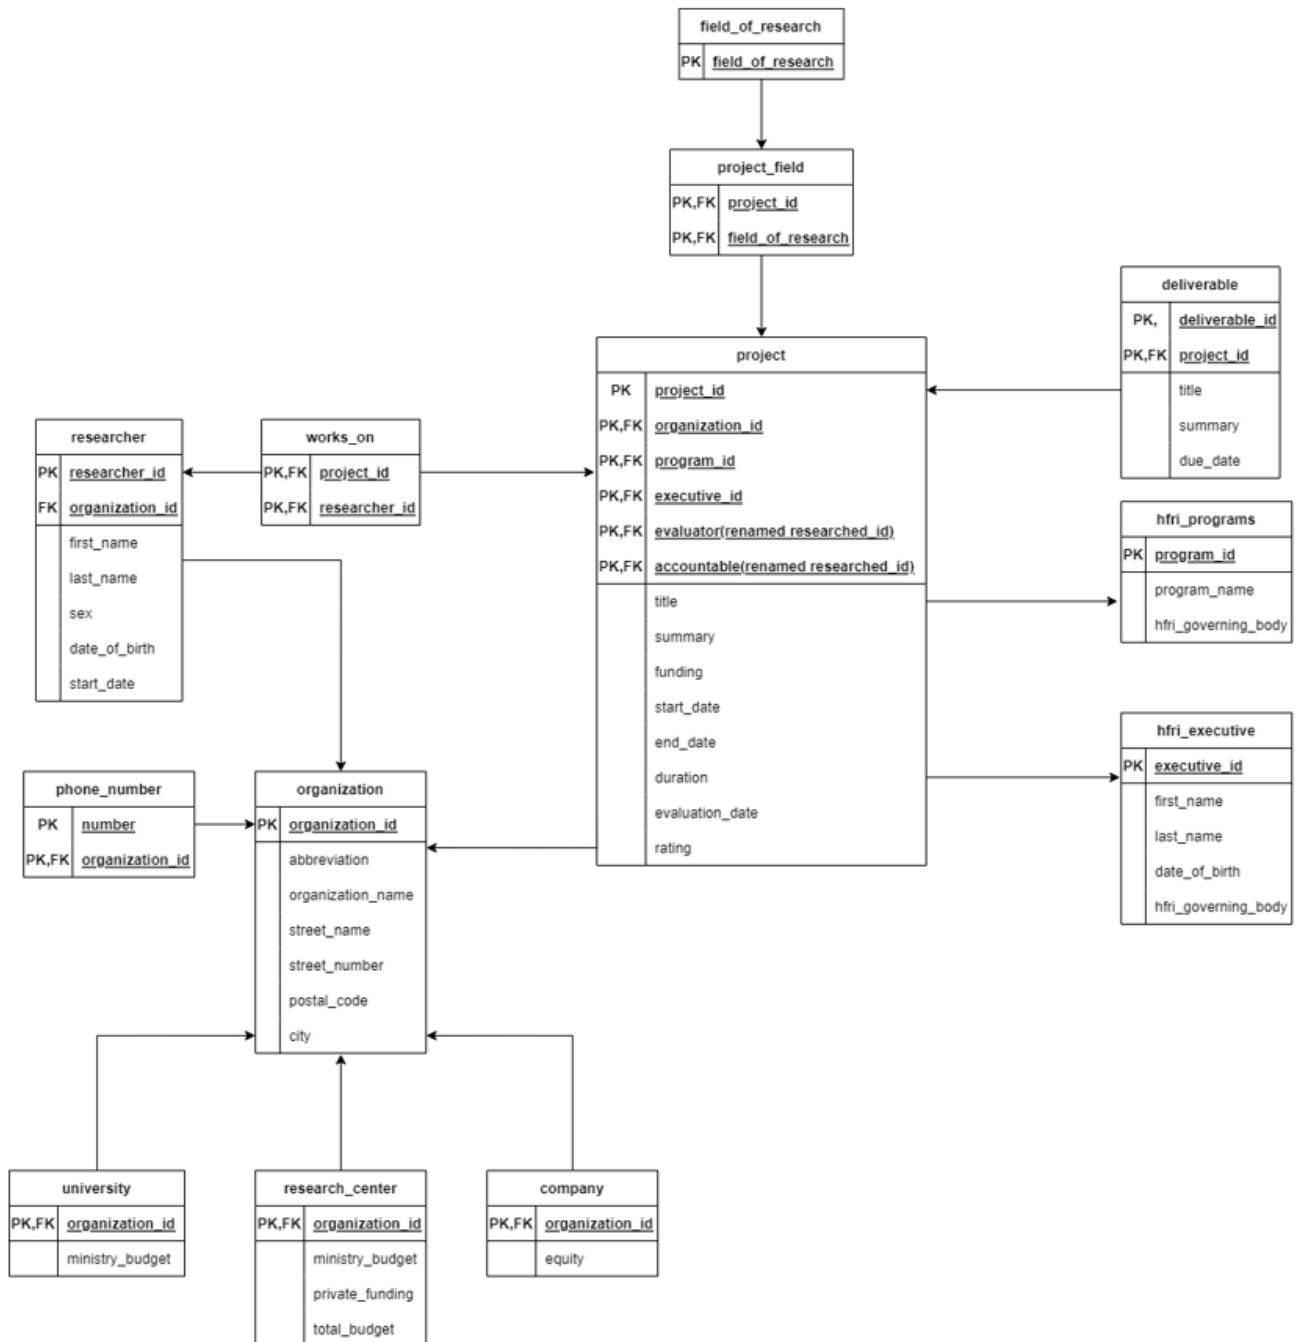 field_of_research
PK field_of_research
project_field
PK,FK project_id
PK,FK field_of_research
deliverable
PK, deliverable_id
PK,FK project_id
title
summary
due_date
project
PK project_id
PK,FK organization_id
PK,FK program_id
PK,FK executive_id
PK,FK evaluator(renamed researched_id)
PK,FK accountable(renamed researched_id)
title
summary
funding
start_date
end_date
duration
evaluation_date
rating
researcher
PK researcher_id
FK organization_id
first_name
last_name
sex
date_of_birth
start_date
works_on
PK,FK project_id
PK,FK researcher_id
hfri_programs
PK program_id
program_name
hfri_governing_body
hfri_executive
PK executive_id
first_name
last_name
date_of_birth
hfri_governing_body
phone_number
PK number
PK,FK organization_id
organization
PK organization_id
abbreviation
organization_name
street_name
street_number
postal_code
city
university
PK,FK organization_id
ministry_budget
research_center
PK,FK organization_id
ministry_budget
private_funding
total_budget
company
PK,FK organization_id
equity